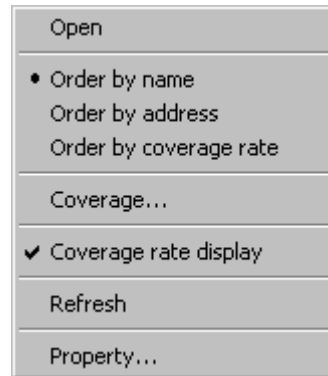 Open
Order by name
Order by address
Order by coverage rate
Coverage...
Coverage rate display
Refresh
Property...